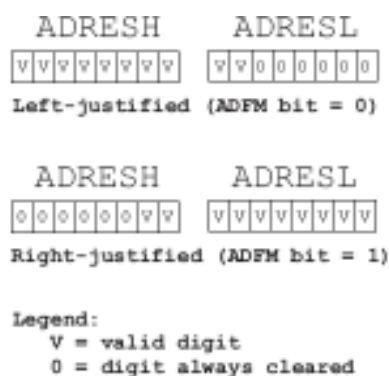 ADRESH ADRESL
V V V V V V V V V V 0 0 0 0 0 0
Left-justified (ADFM bit = 0)
ADRESH ADRESL
0 0 0 0 0 0 V V V V V V V V V V
Right-justified (ADFM bit = 1)
Legend:
V = valid digit
0 = digit always cleared